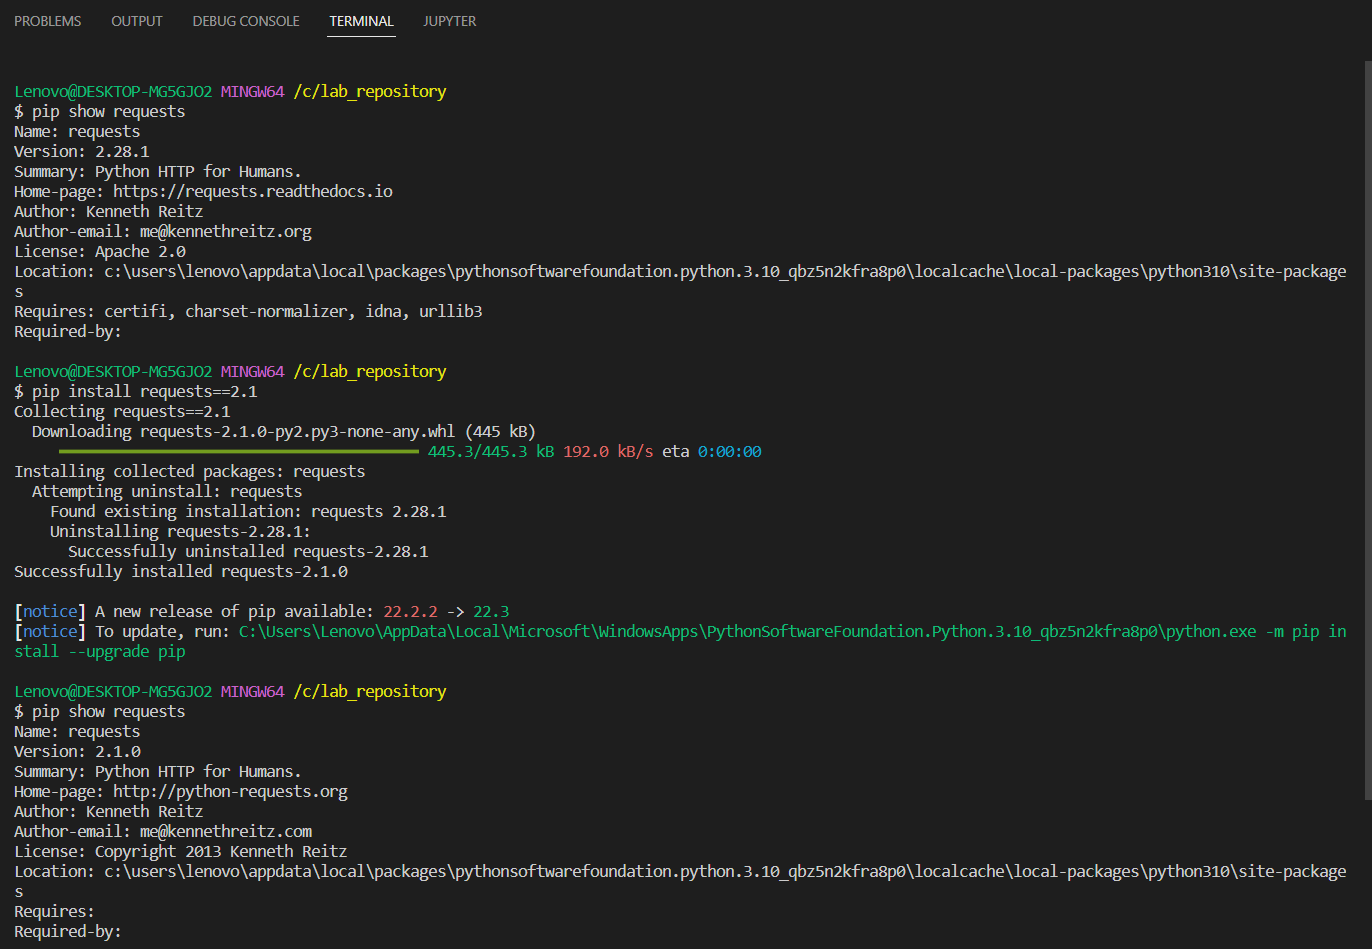 PROBLEMS OUTPUT DEBUG CONSOLE TERMINAL JUPYTER
Lenovo@DESKTOP-MG5GJO2 MINGW64 /c/lab_repository
$ pip show requests
Name: requests
Version: 2.28.1
Summary: Python HTTP for Humans.
Home-page: https://requests.readthedocs.io
Author: Kenneth Reitz
Author-email: me@kennethreitz.org
License: Apache 2.0
Location: c:\users\lenovo\appdata\local\packages\pythonsoftwarefoundation.python.3.10_qbz5n2kfra8p0\localcache\local-packages\python310\site-package
s
Requires: certifi, charset-normalizer, idna, urllib3
Required-by:
Lenovo@DESKTOP-MG5GJO2 MINGW64 /c/lab_repository
$ pip install requests==2.1
Collecting requests==2.1
  Downloading requests-2.1.0-py2.py3-none-any.whl (445 kB)
445.3/445.3 kB 192.0 kB/s eta 0:00:00
Installing collected packages: requests
  Attempting uninstall: requests
    Found existing installation: requests 2.28.1
    Uninstalling requests-2.28.1:
      Successfully uninstalled requests-2.28.1
Successfully installed requests-2.1.0
[notice] A new release of pip available: 22.2.2 -> 22.3
[notice] To update, run: C:\Users\Lenovo\AppData\Local\Microsoft\WindowsApps\PythonSoftwareFoundation.Python.3.10_qbz5n2kfra8p0\python.exe -m pip in
stall --upgrade pip
Lenovo@DESKTOP-MG5GJO2 MINGW64 /c/lab_repository
$ pip show requests
Name: requests
Version: 2.1.0
Summary: Python HTTP for Humans.
Home-page: http://python-requests.org
Author: Kenneth Reitz
Author-email: me@kennethreitz.com
License: Copyright 2013 Kenneth Reitz
Location: c:\users\lenovo\appdata\local\packages\pythonsoftwarefoundation.python.3.10_qbz5n2kfra8p0\localcache\local-packages\python310\site-package
s
Requires:
Required-by: